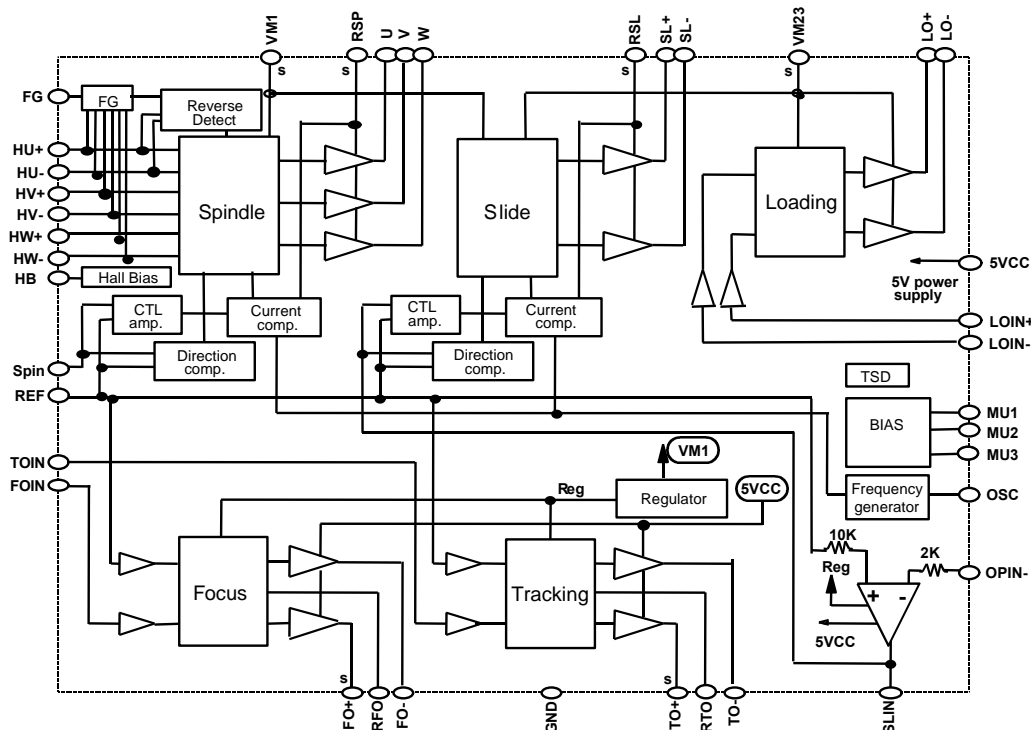 VM1
RSP
U
V
W
RSL
SL+
SL-
VM23
LO+
LO-
s
s
s
s
FG
FG
Reverse
Detect
HU+
HU-
HV+
HV-
HW+
HW-
HB
Spindle
Slide
Loading
Hall Bias
5VCC
5V power
supply
CTL
amp.
Current
comp.
CTL
amp.
Current
comp.
LOIN+
LOIN-
Direction
comp.
Direction
comp.
Spin
REF
TSD
BIAS
MU1
MU2
MU3
TOIN
FOIN
VM1
Reg
Regulator
5VCC
Frequency
generator
OSC
10K
2K
OPIN-
Reg
+
-
5VCC
Focus
Tracking
s
s
FO+
RFO
FO-
GND
TO+
RTO
TO-
SLIN